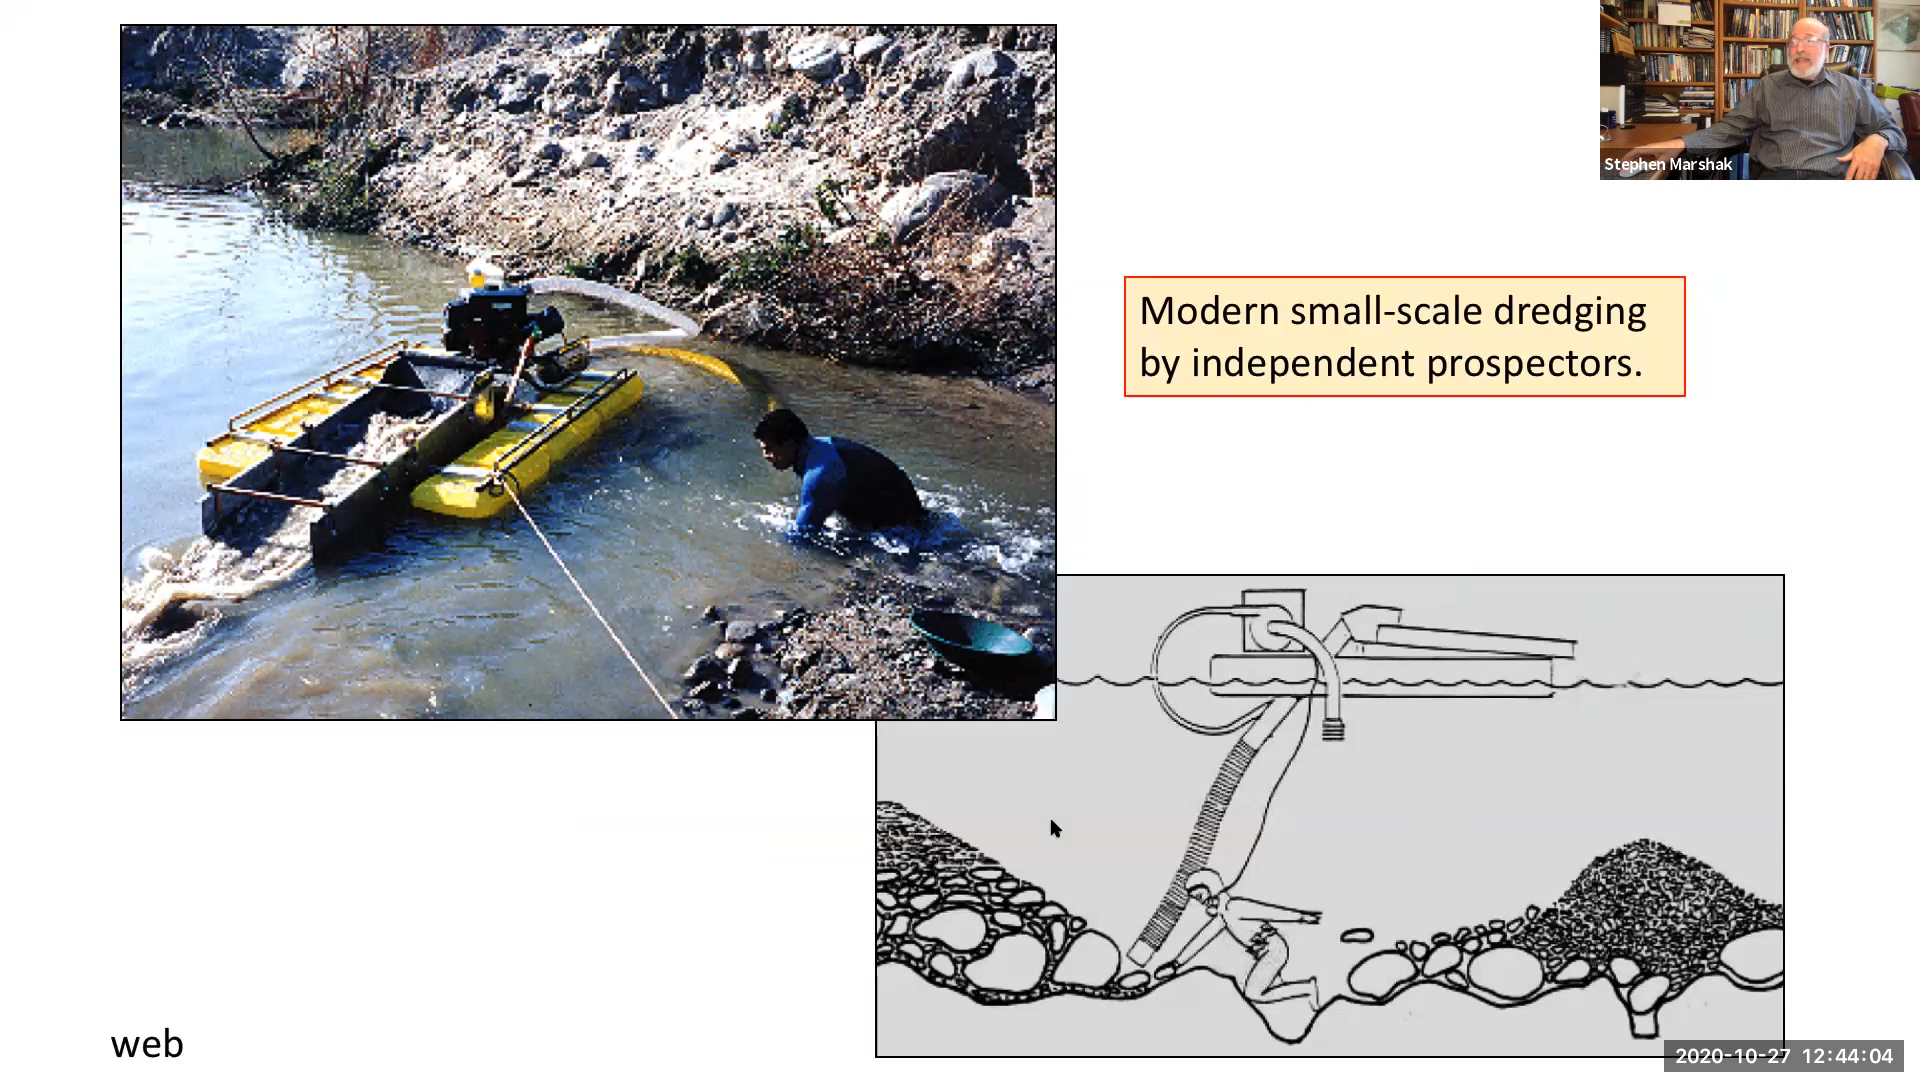 Stephen Marshak
Modern small-scale dredging
by independent prospectors.
web
2020-10-27 12:44:04